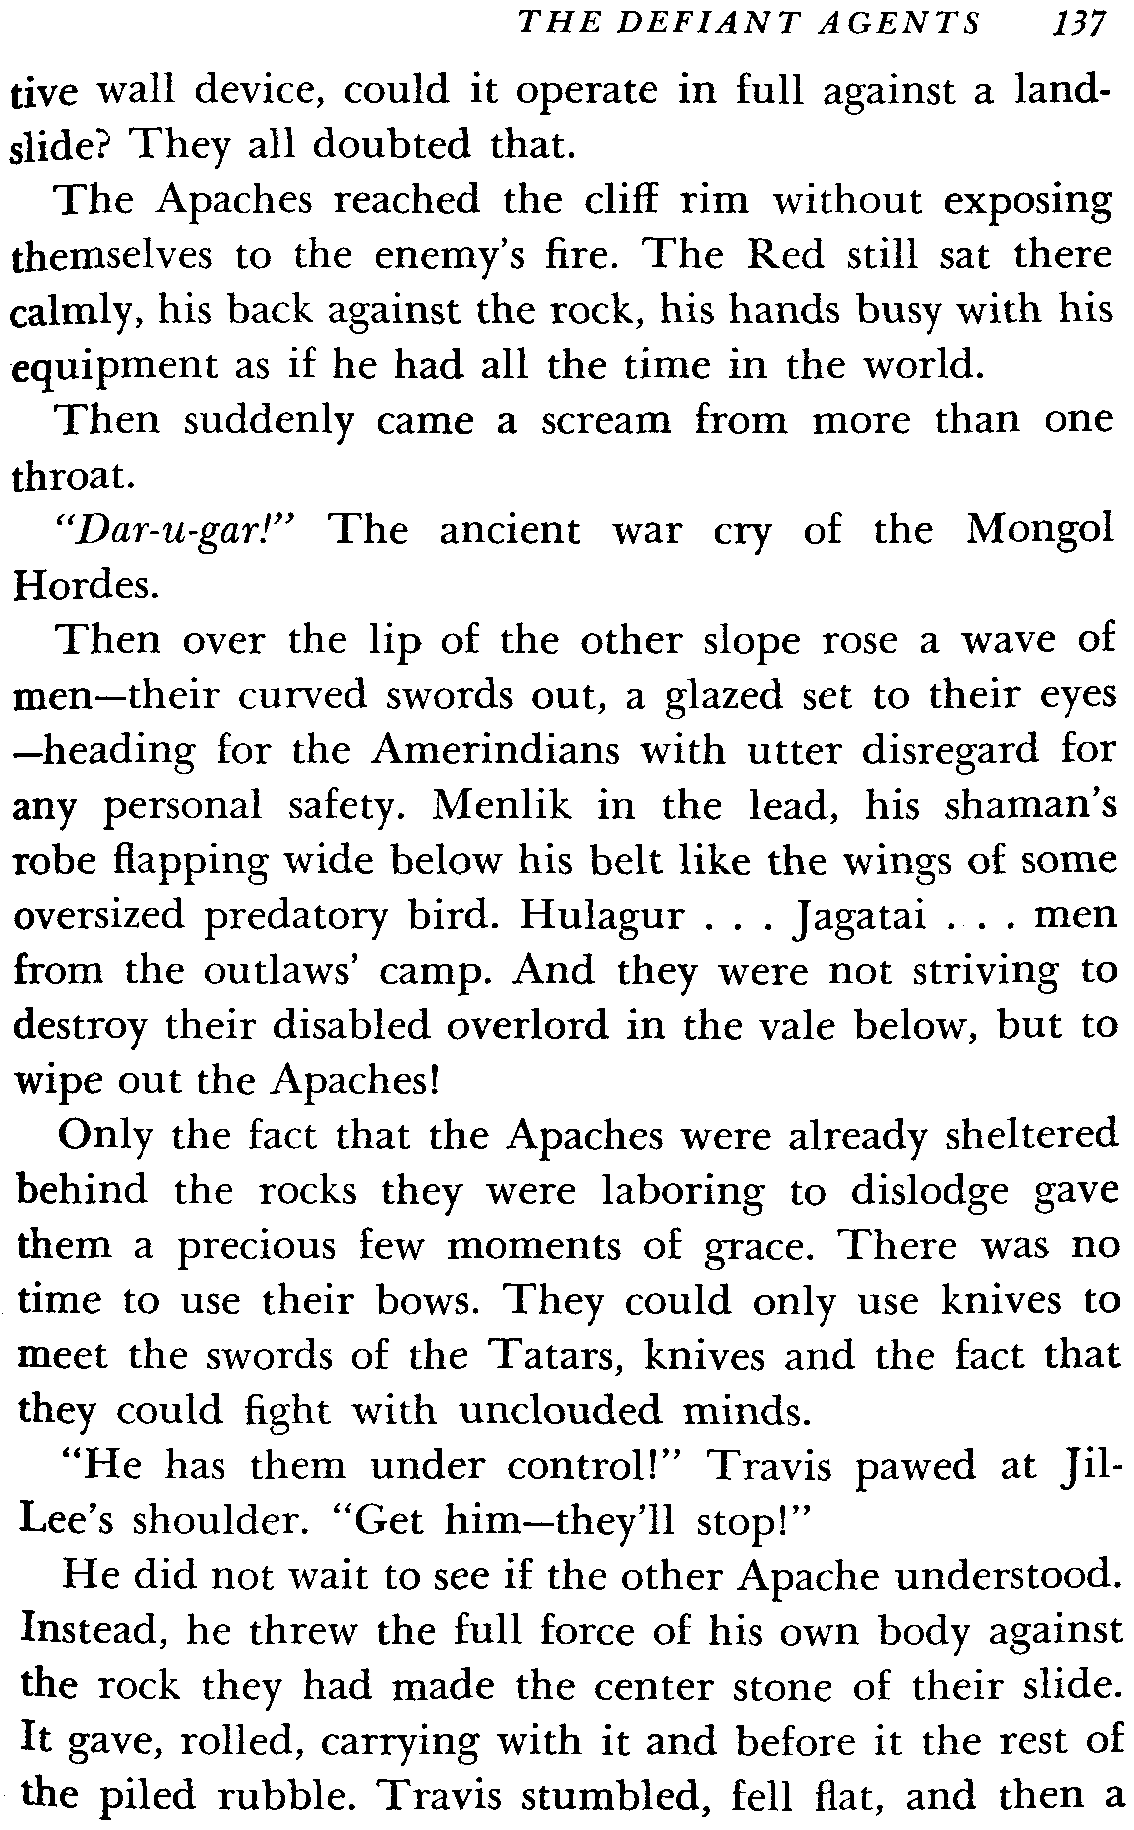 THE DEFIANT AGENTS 137
tive wall device, could it operate in full against a land-
slide? They all doubted that.
The Apaches reached the cliff rim without exposing
themselves to the enemy's fire. The Red still sat there
calmly, his back against the rock, his hands busy with his
equipment as if he had all the time in the world.
Then suddenly came a scream from more than one
throat.
"Dar-u-gar!" The ancient war cry of the Mongol
Hordes.
Then over the lip of the other slope rose a wave of
men—their curved swords out, a glazed set to their eyes
—heading for the Amerindians with utter disregard for
any personal safety. Menlik in the lead, his shaman's
robe flapping wide below his belt like the wings of some
oversized predatory bird. Hulagur . . . Jagatai . . . men
from the outlaws' camp. And they were not striving to
destroy their disabled overlord in the vale below, but to
wipe out the Apaches!
Only the fact that the Apaches were already sheltered
behind the rocks they were laboring to dislodge gave
them a precious few moments of grace. There was no
time to use their bows. They could only use knives to
meet the swords of the Tatars, knives and the fact that
they could fight with unclouded minds.
"He has them under control!" Travis pawed at Jil-
Lee's shoulder. "Get him—they'll stop!"
He did not wait to see if the other Apache understood.
Instead, he threw the full force of his own body against
the rock they had made the center stone of their slide.
It gave, rolled, carrying with it and before it the rest of
the piled rubble. Travis stumbled, fell flat, and then a